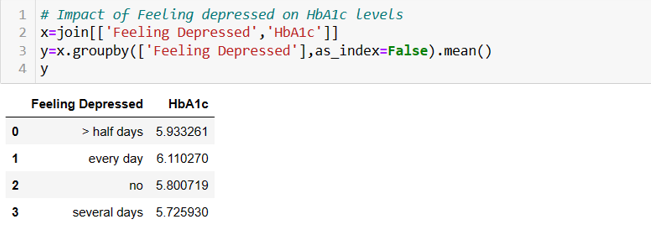 1 # Impact of Feeling depressed on HbA1c levels
2 x=join[['Feeling Depressed','HbA1c']]
3 y=x.groupby(['Feeling Depressed'],as_index=False).mean()
4 y
Feeling Depressed HbA1c
0 > half days 5.933261
1 every day 6.110270
2 no 5.800719
3 several days 5.725930